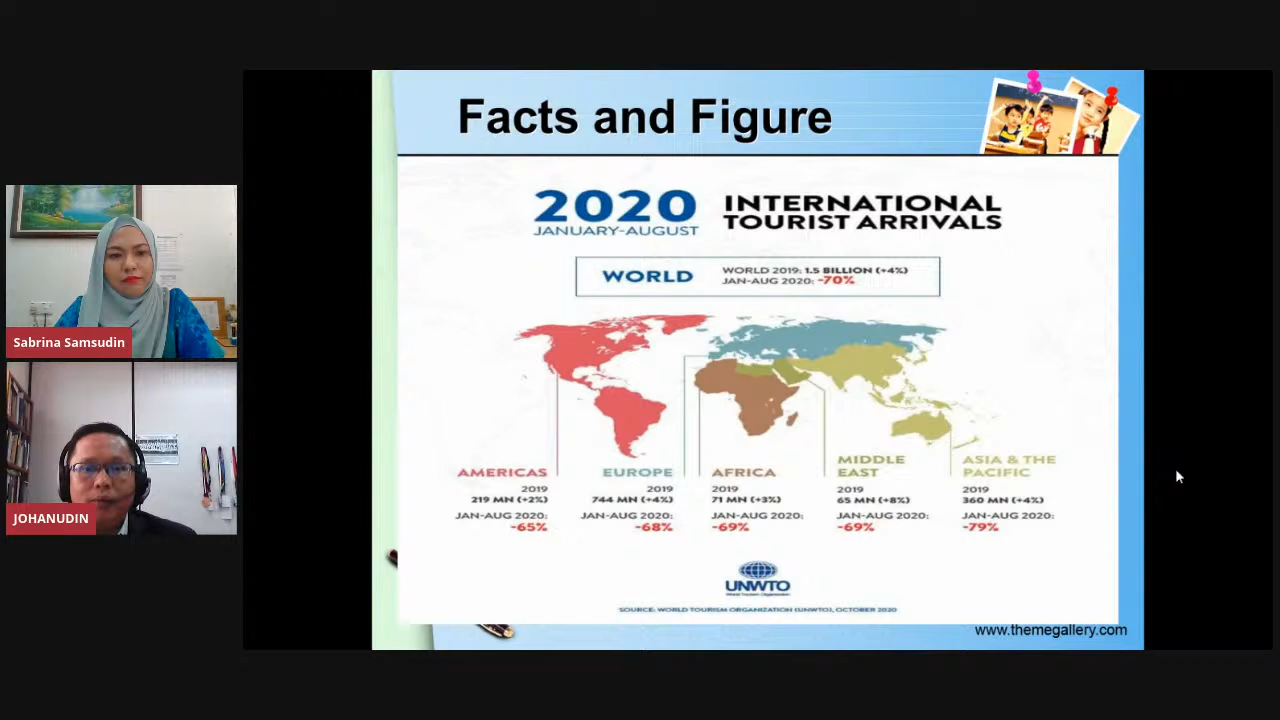 Facts and Figure
2020
JANUARY-AUGUST
INTERNATIONAL
TOURIST ARRIVALS
WORLD
WORLD 2019: 1.5 BILLION (+4%)
JAN-AUG 2020: -70%
AMERICAS
2019
219 MN (+2%)
JAN-AUG 2020:
-65%
EUROPE
2019
744 MN (+4%)
JAN-AUG 2020:
-68%
AFRICA
2019
71 MN (+3%)
JAN-AUG 2020:
-69%
MIDDLE
EAST
2019
65 MN (+8%)
JAN-AUG 2020:
-69%
ASIA & THE
PACIFIC
2019
360 MN (+4%)
JAN-AUG 2020:
-79%
UNWTO
World Tourism Organization
SOURCE: WORLD TOURISM ORGANIZATION (UNWTO), OCTOBER 2020
www.themegallery.com
Sabrina Samsudin
JOHANUDIN